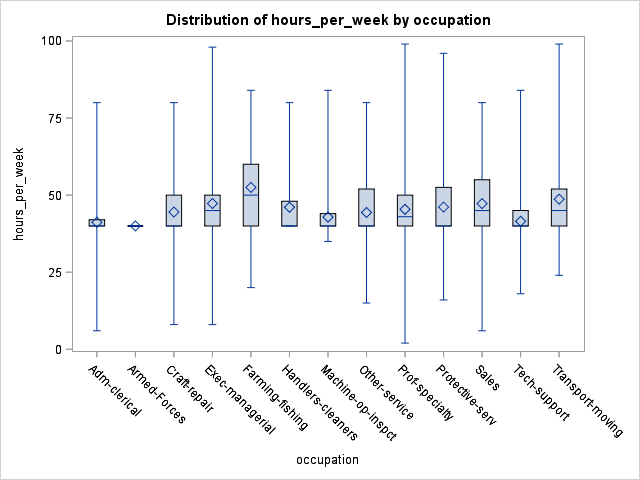 Distribution of hours_per_week by occupation
100
75
50
25
0
hours_per_week
Adm-clerical
Armed-Forces
Craft-repair
Exec-managerial
Farming-fishing
Handlers-cleaners
Machine-op-inspct
Other-service
Prof-specialty
Protective-serv
Sales
Tech-support
Transport-moving
occupation